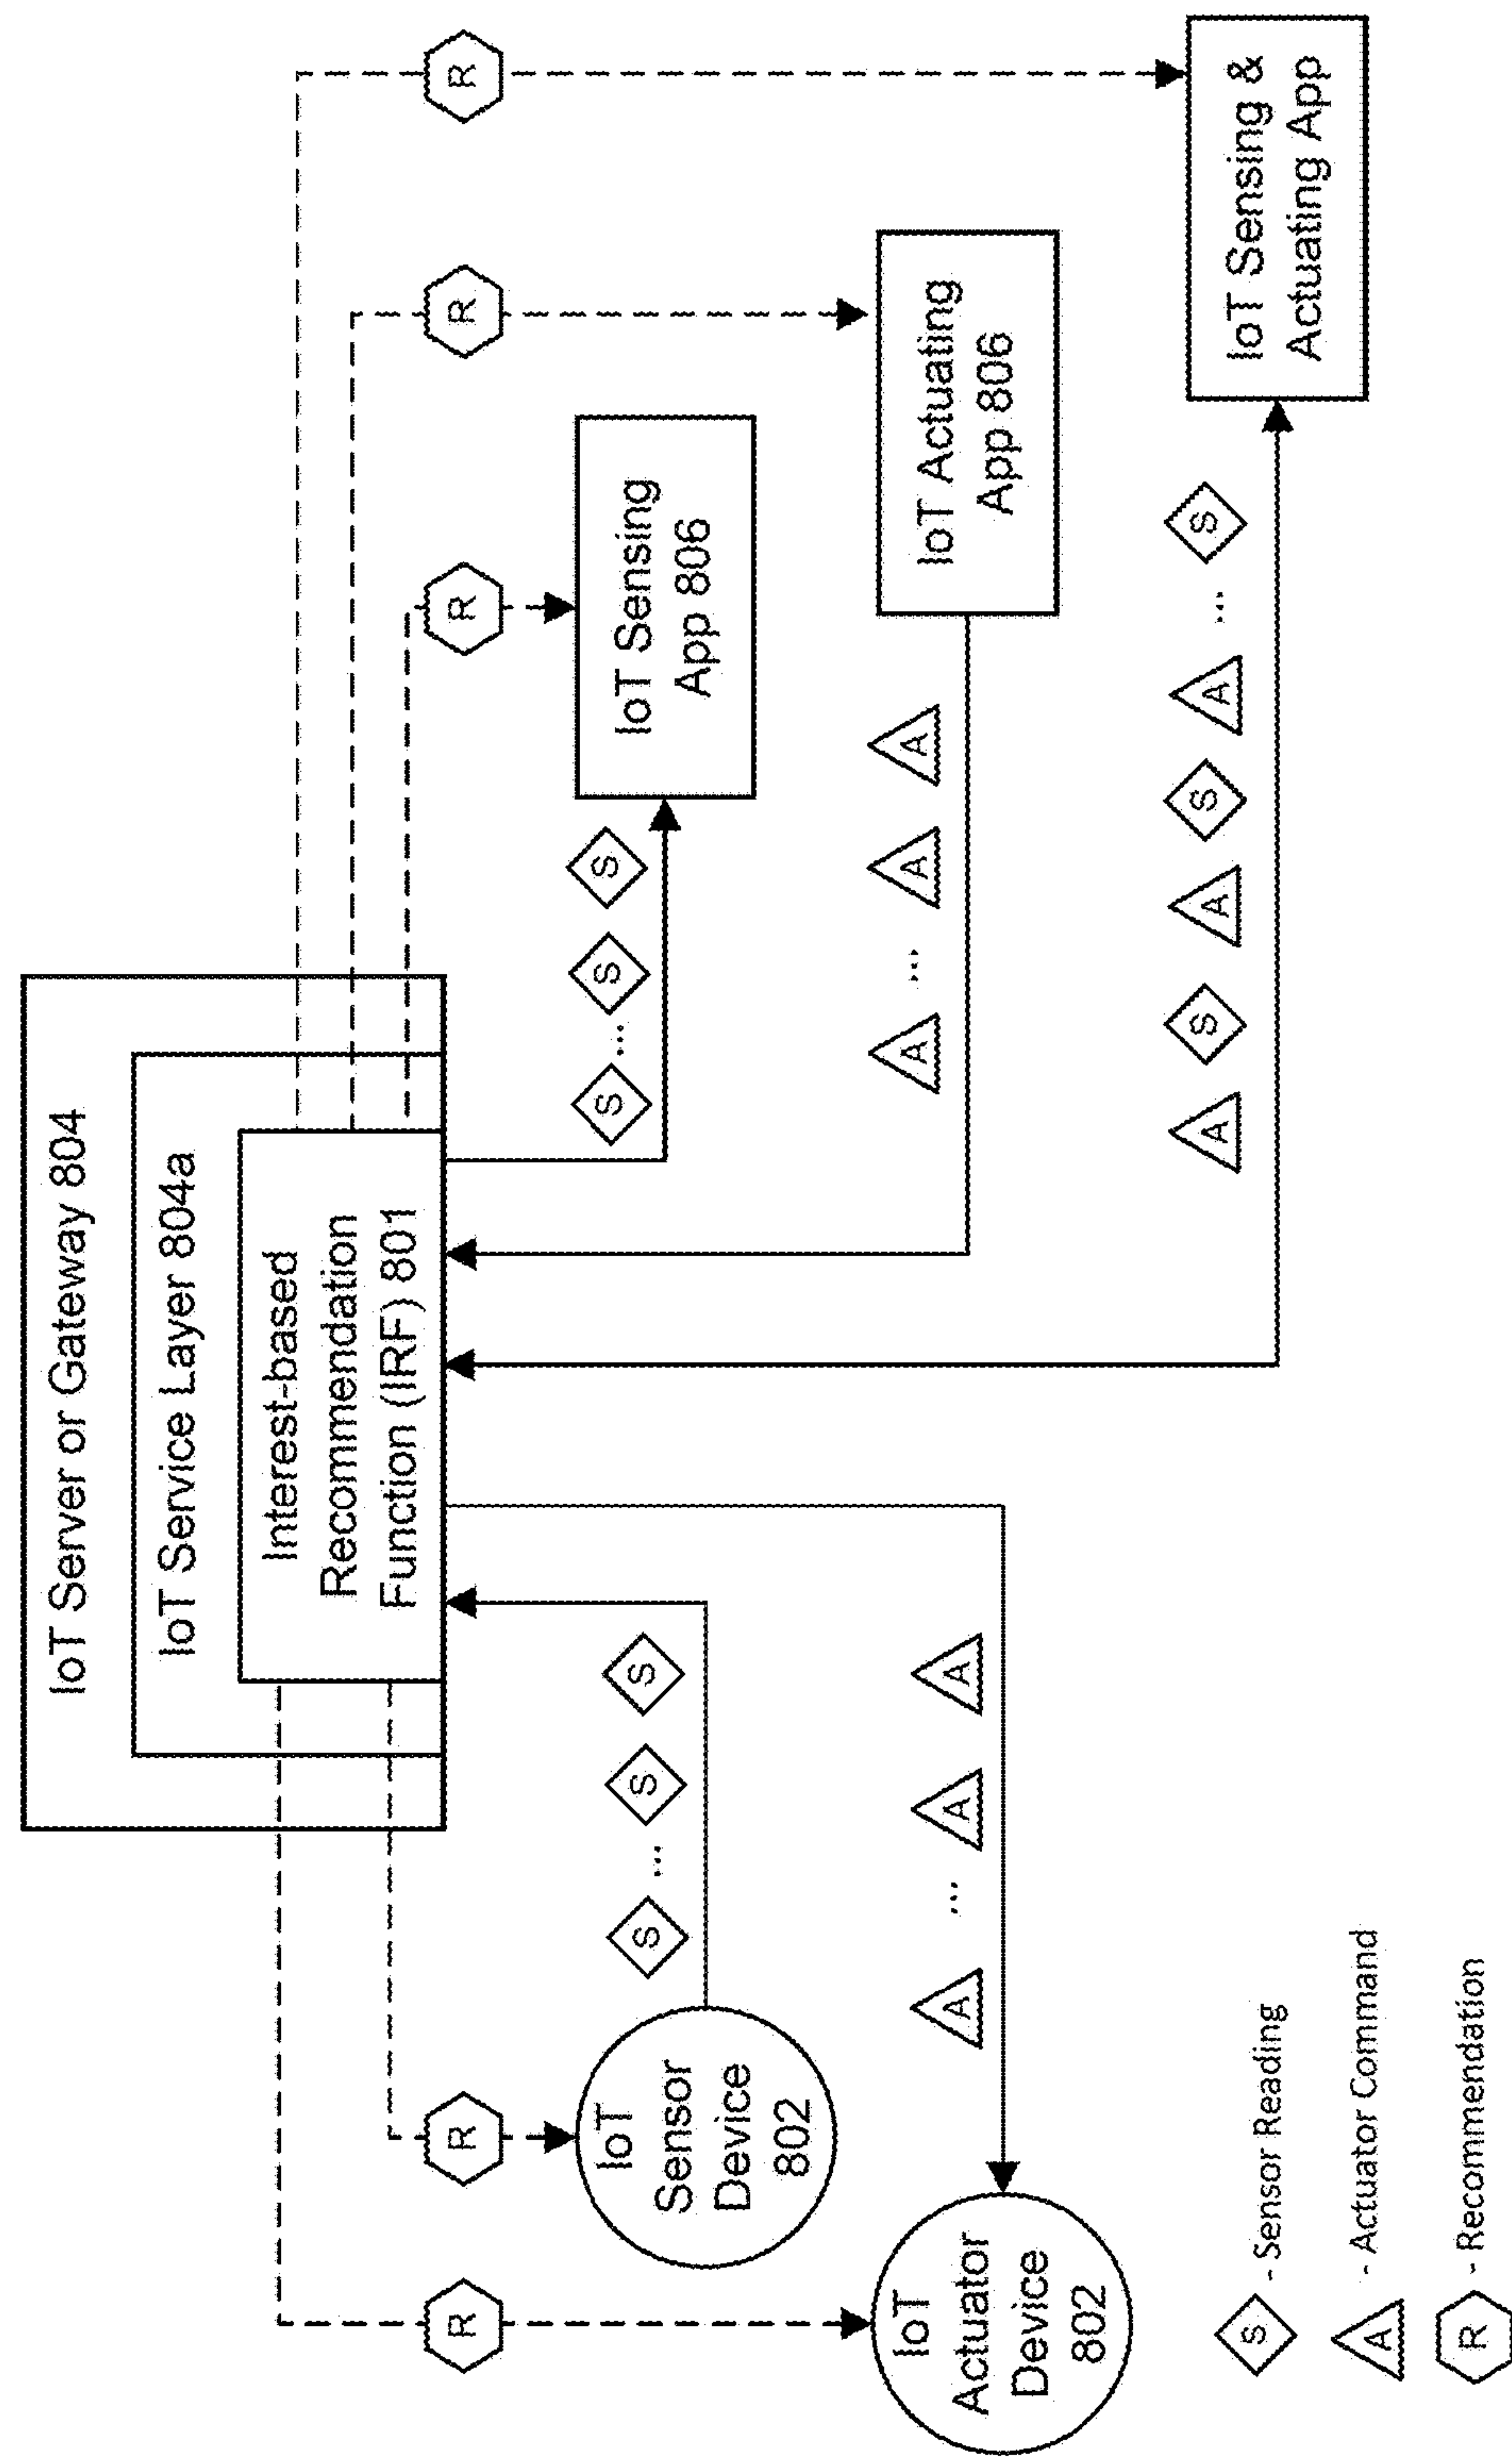 IoT Server or Gateway 804
IoT Service Layer 804a
Interest-based
Recommendation
Function (IRF) 801
R
R
R
R
R
IoT
Sensor
Device
802
S ... S S
IoT
Actuator
Device
802
A ... A A
S ... S S
IoT Sensing
App 806
A ... A A
IoT Actuating
App 806
A S A S A ... S
IoT Sensing &
Actuating App
S - Sensor Reading
A - Actuator Command
R - Recommendation